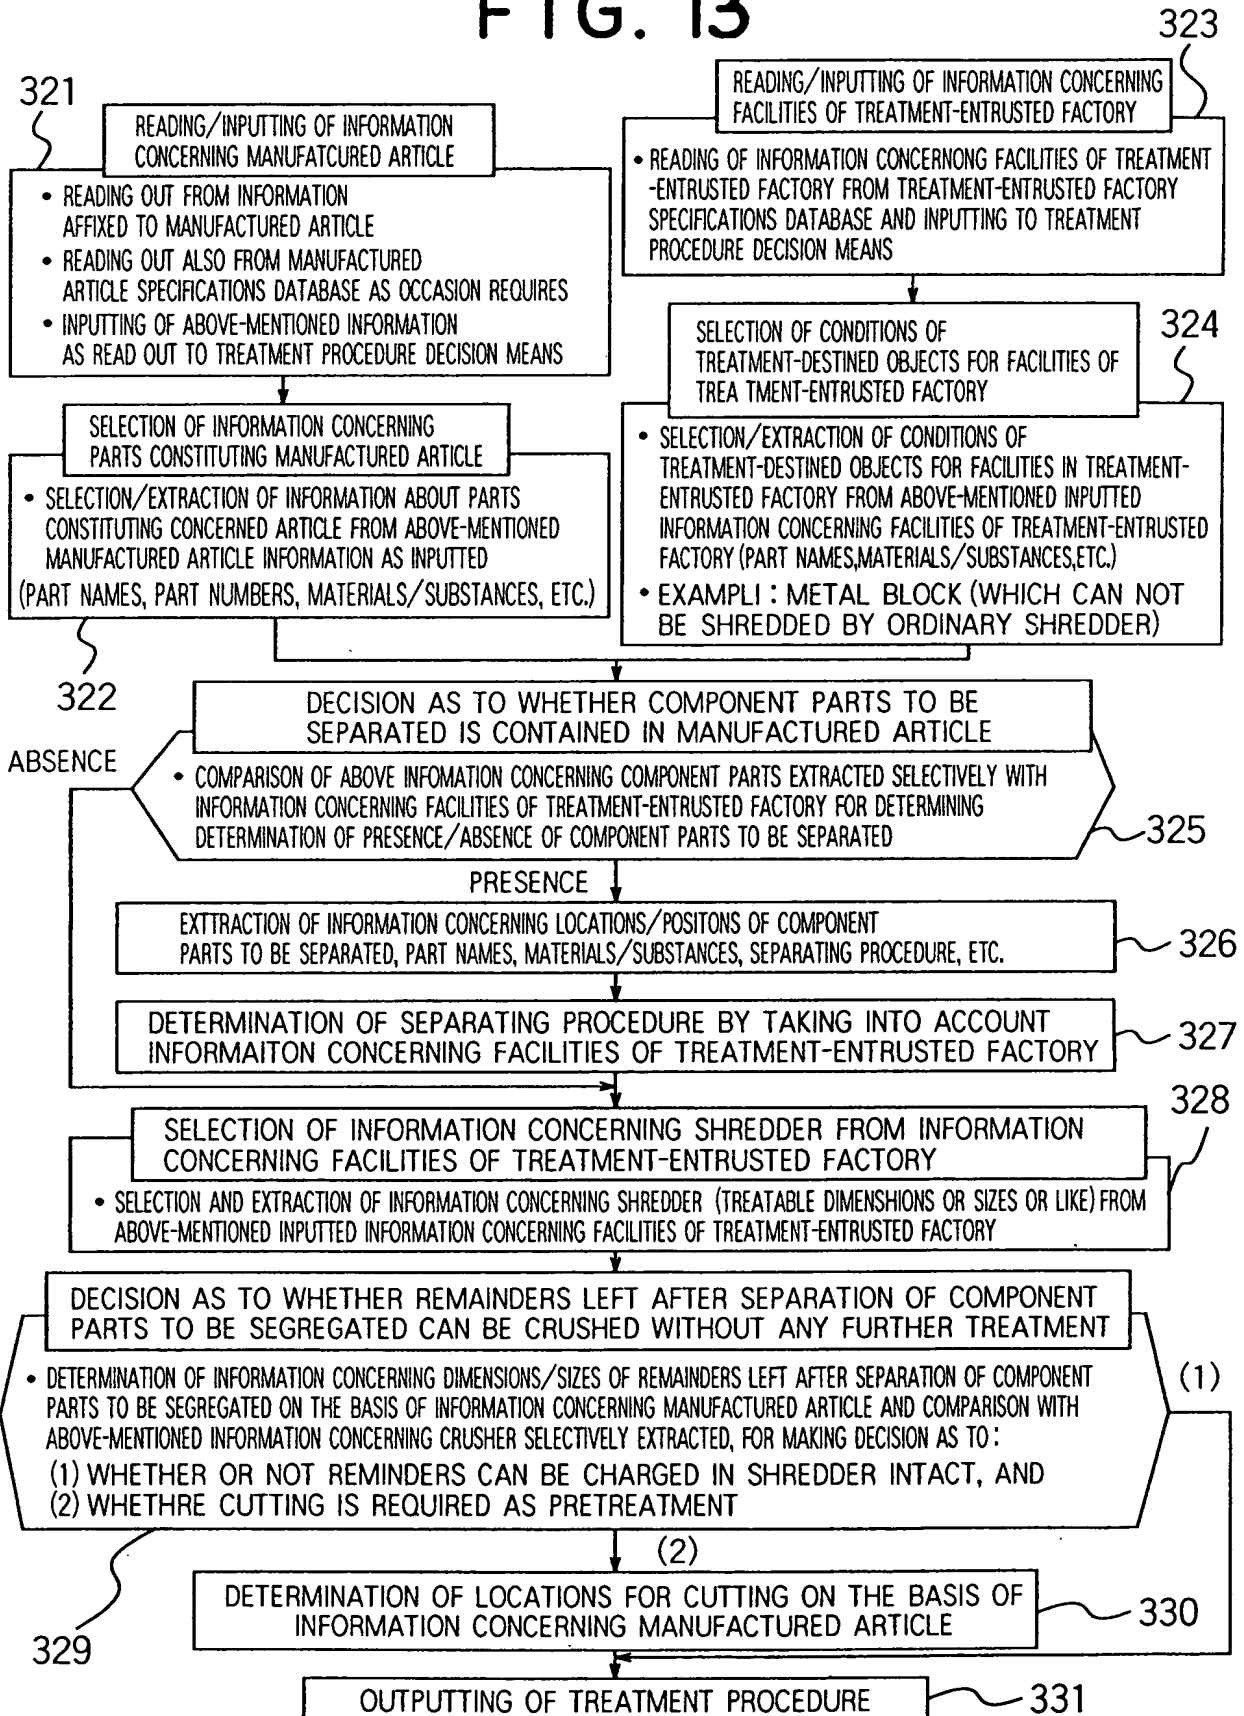 FIG. 13
321
READING/INPUTTING OF INFORMATION
CONCERNING MANUFATCURED ARTICLE
• READING OUT FROM INFORMATION
AFFIXED TO MANUFACTURED ARTICLE
• READING OUT ALSO FROM MANUFACTURED
ARTICLE SPECIFICATIONS DATABASE AS OCCASION REQUIRES
• INPUTTING OF ABOVE-MENTIONED INFORMATION
AS READ OUT TO TREATMENT PROCEDURE DECISION MEANS
SELECTION OF INFORMATION CONCERNING
PARTS CONSTITUTING MANUFACTURED ARTICLE
• SELECTION/EXTRACTION OF INFORMATION ABOUT PARTS
CONSTITUTING CONCERNED ARTICLE FROM ABOVE-MENTIONED
MANUFACTURED ARTICLE INFORMATION AS INPUTTED
(PART NAMES, PART NUMBERS, MATERIALS/SUBSTANCES, ETC.)
322
323
READING/INPUTTING OF INFORMATION CONCERNING
FACILITIES OF TREATMENT-ENTRUSTED FACTORY
• READING OF INFORMATION CONCERNONG FACILITIES OF TREATMENT
-ENTRUSTED FACTORY FROM TREATMENT-ENTRUSTED FACTORY
SPECIFICATIONS DATABASE AND INPUTTING TO TREATMENT
PROCEDURE DECISION MEANS
324
SELECTION OF CONDITIONS OF
TREATMENT-DESTINED OBJECTS FOR FACILITIES OF
TREA TMENT-ENTRUSTED FACTORY
• SELECTION/EXTRACTION OF CONDITIONS OF
TREATMENT-DESTINED OBJECTS FOR FACILITIES IN TREATMENT-
ENTRUSTED FACTORY FROM ABOVE-MENTIONED INPUTTED
INFORMATION CONCERNING FACILITIES OF TREATMENT-ENTRUSTED
FACTORY (PART NAMES,MATERIALS/SUBSTANCES,ETC.)
• EXAMPLI : METAL BLOCK (WHICH CAN NOT
BE SHREDDED BY ORDINARY SHREDDER)
DECISION AS TO WHETHER COMPONENT PARTS TO BE
SEPARATED IS CONTAINED IN MANUFACTURED ARTICLE
ABSENCE
• COMPARISON OF ABOVE INFOMATION CONCERNING COMPONENT PARTS EXTRACTED SELECTIVELY WITH
INFORMATION CONCERNING FACILITIES OF TREATMENT-ENTRUSTED FACTORY FOR DETERMINING
DETERMINATION OF PRESENCE/ABSENCE OF COMPONENT PARTS TO BE SEPARATED
325
PRESENCE
EXTTRACTION OF INFORMATION CONCERNING LOCATIONS/POSITONS OF COMPONENT
PARTS TO BE SEPARATED, PART NAMES, MATERIALS/SUBSTANCES, SEPARATING PROCEDURE, ETC.
326
DETERMINATION OF SEPARATING PROCEDURE BY TAKING INTO ACCOUNT
INFORMAITON CONCERNING FACILITIES OF TREATMENT-ENTRUSTED FACTORY
327
328
SELECTION OF INFORMATION CONCERNING SHREDDER FROM INFORMATION
CONCERNING FACILITIES OF TREATMENT-ENTRUSTED FACTORY
• SELECTION AND EXTRACTION OF INFORMATION CONCERNING SHREDDER (TREATABLE DIMENSHIONS OR SIZES OR LIKE) FROM
ABOVE-MENTIONED INPUTTED INFORMATION CONCERNING FACILITIES OF TREATMENT-ENTRUSTED FACTORY
DECISION AS TO WHETHER REMAINDERS LEFT AFTER SEPARATION OF COMPONENT
PARTS TO BE SEGREGATED CAN BE CRUSHED WITHOUT ANY FURTHER TREATMENT
• DETERMINATION OF INFORMATION CONCERNING DIMENSIONS/SIZES OF REMAINDERS LEFT AFTER SEPARATION OF COMPONENT
PARTS TO BE SEGREGATED ON THE BASIS OF INFORMATION CONCERNING MANUFACTURED ARTICLE AND COMPARISON WITH
ABOVE-MENTIONED INFORMATION CONCERNING CRUSHER SELECTIVELY EXTRACTED, FOR MAKING DECISION AS TO :
(1) WHETHER OR NOT REMINDERS CAN BE CHARGED IN SHREDDER INTACT, AND
(2) WHETHRE CUTTING IS REQUIRED AS PRETREATMENT
(1)
329
(2)
DETERMINATION OF LOCATIONS FOR CUTTING ON THE BASIS OF
INFORMATION CONCERNING MANUFACTURED ARTICLE
330
OUTPUTTING OF TREATMENT PROCEDURE
331